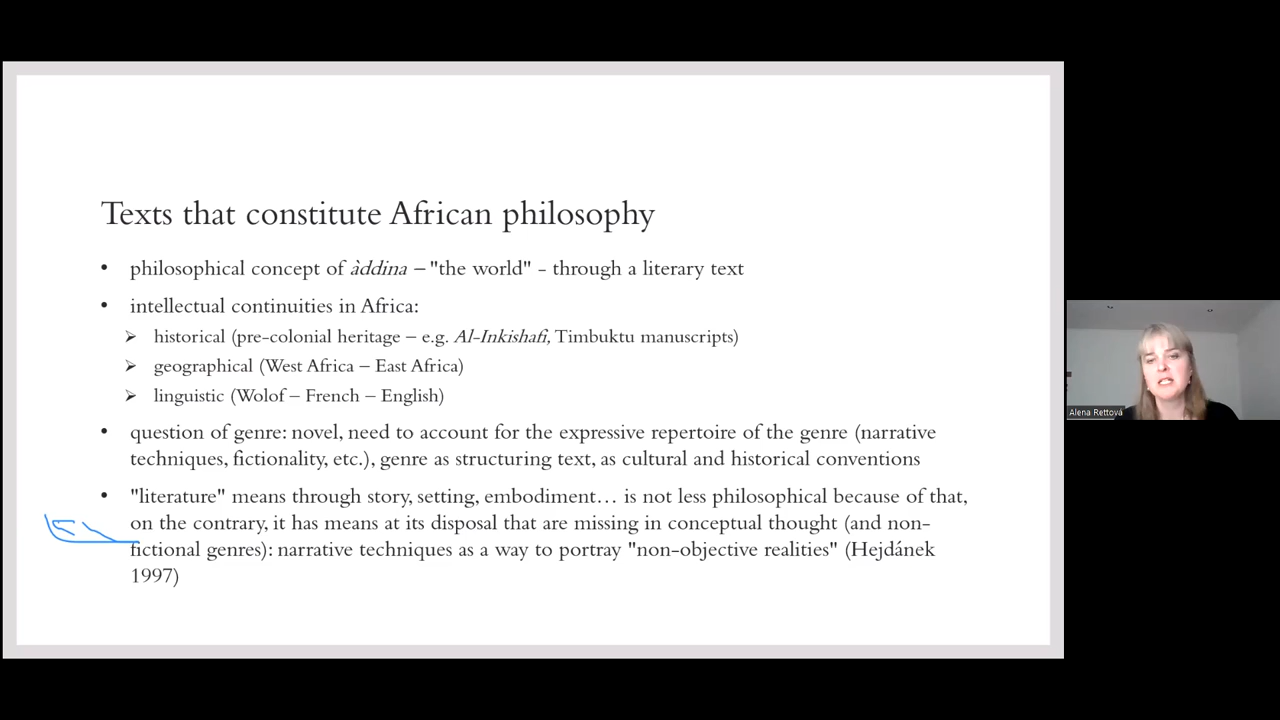 Texts that constitute African philosophy
• philosophical concept of àddina – "the world" - through a literary text
• intellectual continuities in Africa:
➢ historical (pre-colonial heritage – e.g. Al-Inkishafi, Timbuktu manuscripts)
➢ geographical (West Africa – East Africa)
➢ linguistic (Wolof – French – English)
• question of genre: novel, need to account for the expressive repertoire of the genre (narrative
techniques, fictionality, etc.), genre as structuring text, as cultural and historical conventions
• "literature" means through story, setting, embodiment… is not less philosophical because of that,
on the contrary, it has means at its disposal that are missing in conceptual thought (and non-
fictional genres): narrative techniques as a way to portray "non-objective realities" (Hejdánek
1997)
Alena Rettová